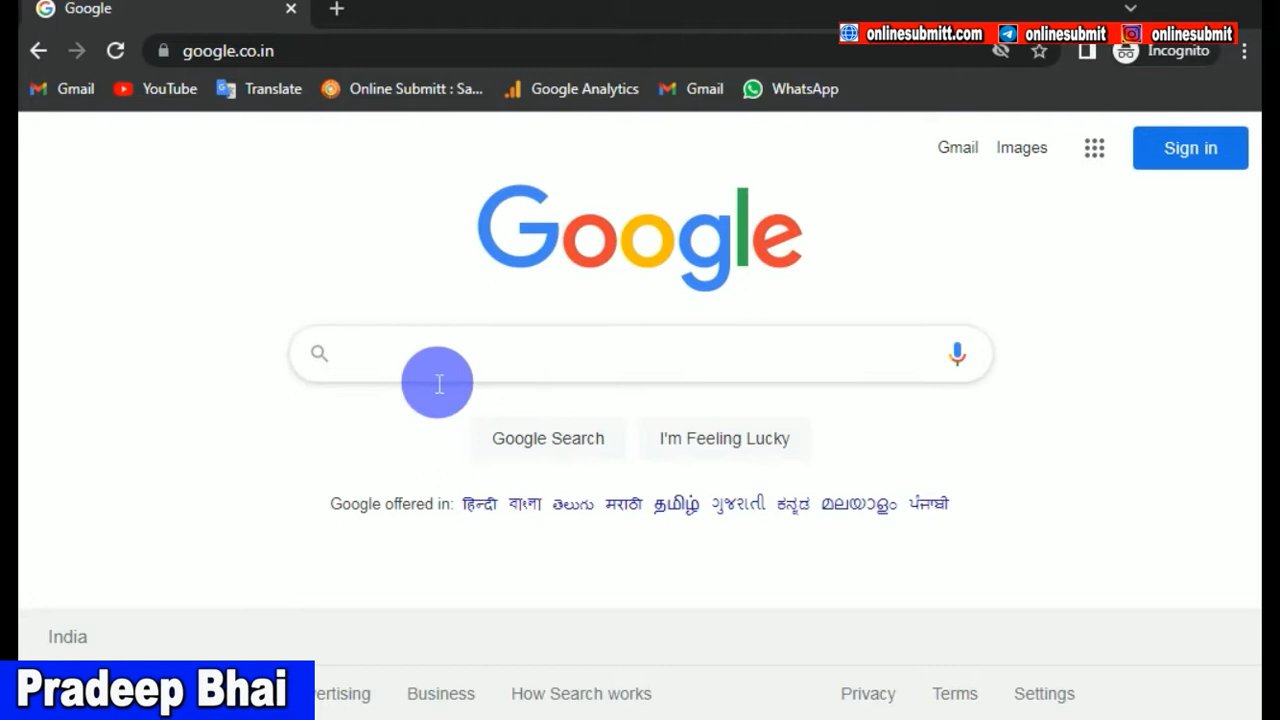 Google
onlinesubmitt.com onlinesubmit onlinesubmit
google.co.in
Incognito
Gmail YouTube Translate Online Submitt : Sa... Google Analytics Gmail WhatsApp
Gmail Images Sign in
Google
Google Search I'm Feeling Lucky
Google offered in: हिन्दी বাংলা తెలుగు मराठी தமிழ் ગુજરાતી ಕನ್ನಡ മലയാളം ਪੰਜਾਬੀ
India
Pradeep Bhai
vertising Business How Search works Privacy Terms Settings